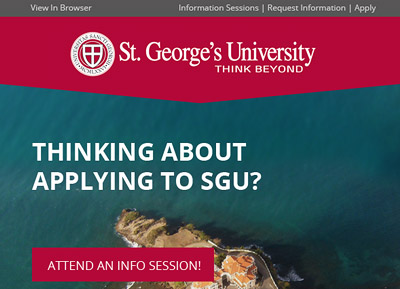 View In Browser
Information Sessions | Request Information | Apply
St. George's University
THINK BEYOND
THINKING ABOUT
APPLYING TO SGU?
ATTEND AN INFO SESSION!